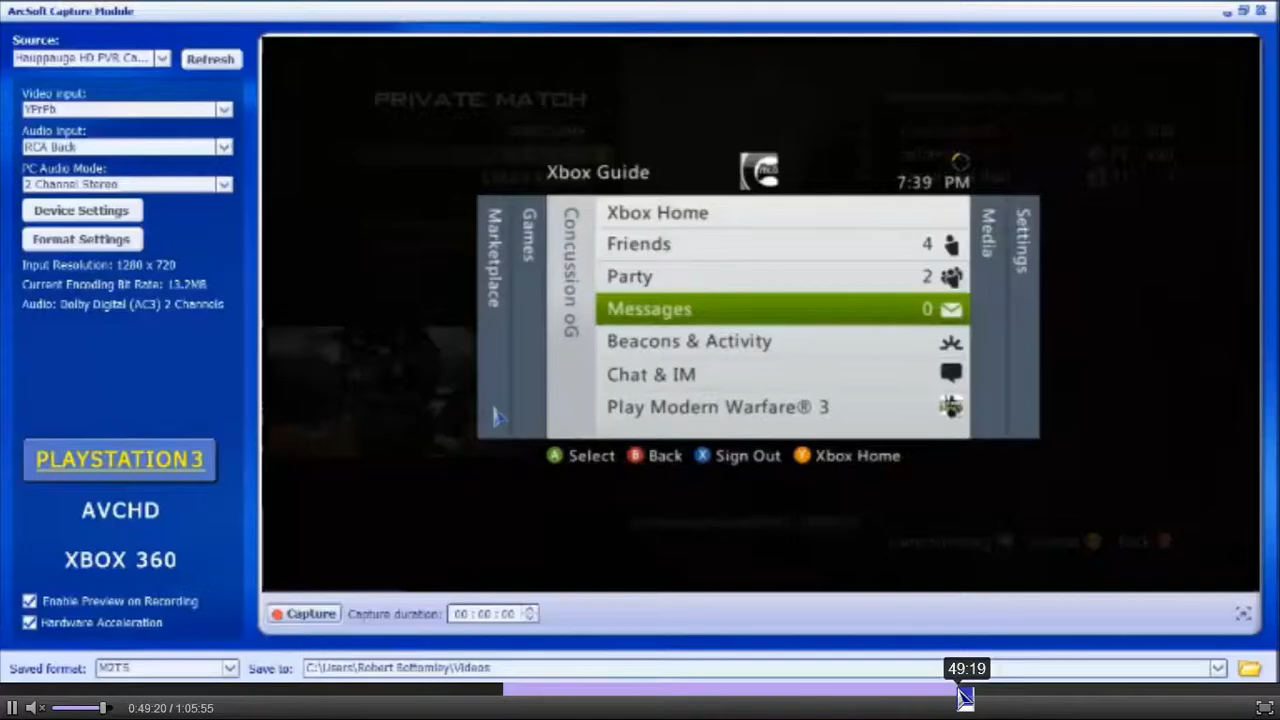 ArcSoft Capture Module
Source:
Hauppauge HD PVR Ca...
Refresh
Video input:
YPrPb
Audio input:
RCA Back
PC Audio Mode:
2 Channel Stereo
Device Settings
Format Settings
Input Resolution: 1280 x 720
Current Encoding Bit Rate: 13.2MB
Audio: Dolby Digital (AC3) 2 Channels
PLAYSTATION 3
AVCHD
XBOX 360
Enable Preview on Recording
Hardware Acceleration
PRIVATE MATCH
Xbox Guide
7:39 PM
Marketplace
Games
Concussion oG
Xbox Home
Friends 4
Party 2
Messages 0
Beacons & Activity
Chat & IM
Play Modern Warfare® 3
Media
Settings
A Select B Back X Sign Out Y Xbox Home
Capture Capture duration: 00 : 00 : 00
Saved format: M2TS Save to: C:\Users\Robert Bottomley\Videos
49:19
0:49:20 / 1:05:55